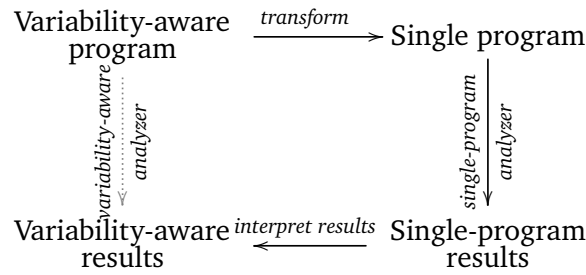 Variability-aware
program
transform
Single program
variability-aware
analyzer
single-program
analyzer
Variability-aware
results
interpret results
Single-program
results